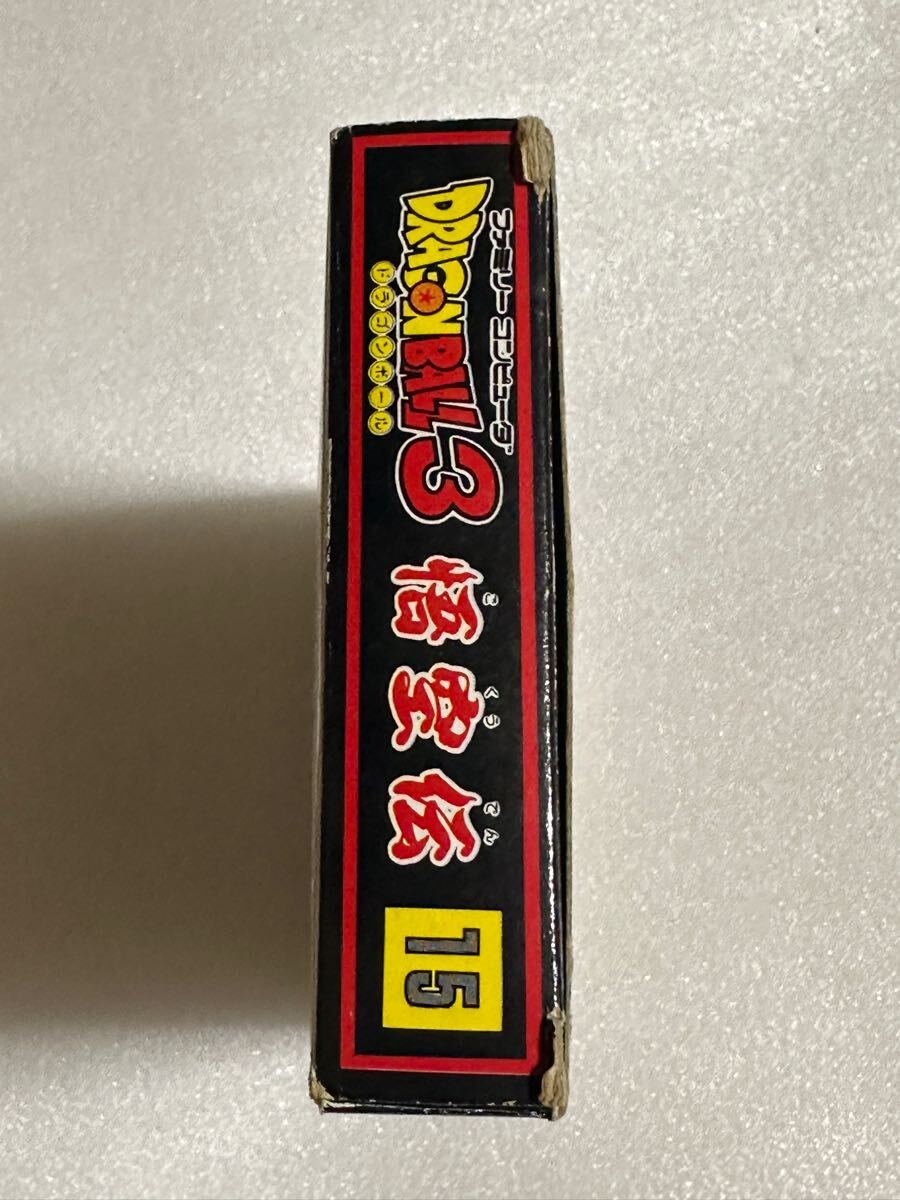 ファミリー コンピュータ
DRAGON BALL 3
ドラゴンボール
ご くう でん
悟空伝
15